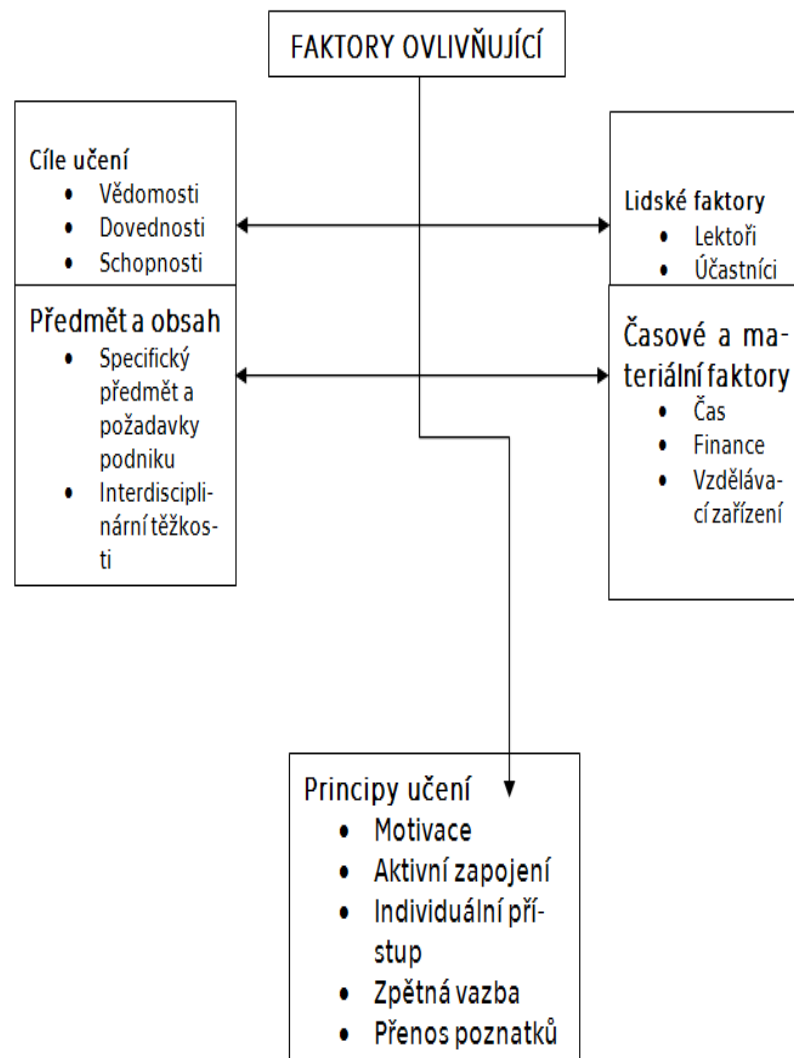 FAKTORY OVLIVŇUJÍCÍ
Cíle učení
• Vědomosti
• Dovednosti
• Schopnosti
Předmět a obsah
• Specifický
předmět a
požadavky
podniku
• Interdiscipli-
nární těžkos-
ti
Lidské faktory
• Lektoři
• Účastníci
Časové a ma-
teriální faktory
• Čas
• Finance
• Vzděláva-
cí zařízení
Principy učení
• Motivace
• Aktivní zapojení
• Individuální pří-
stup
• Zpětná vazba
• Přenos poznatků